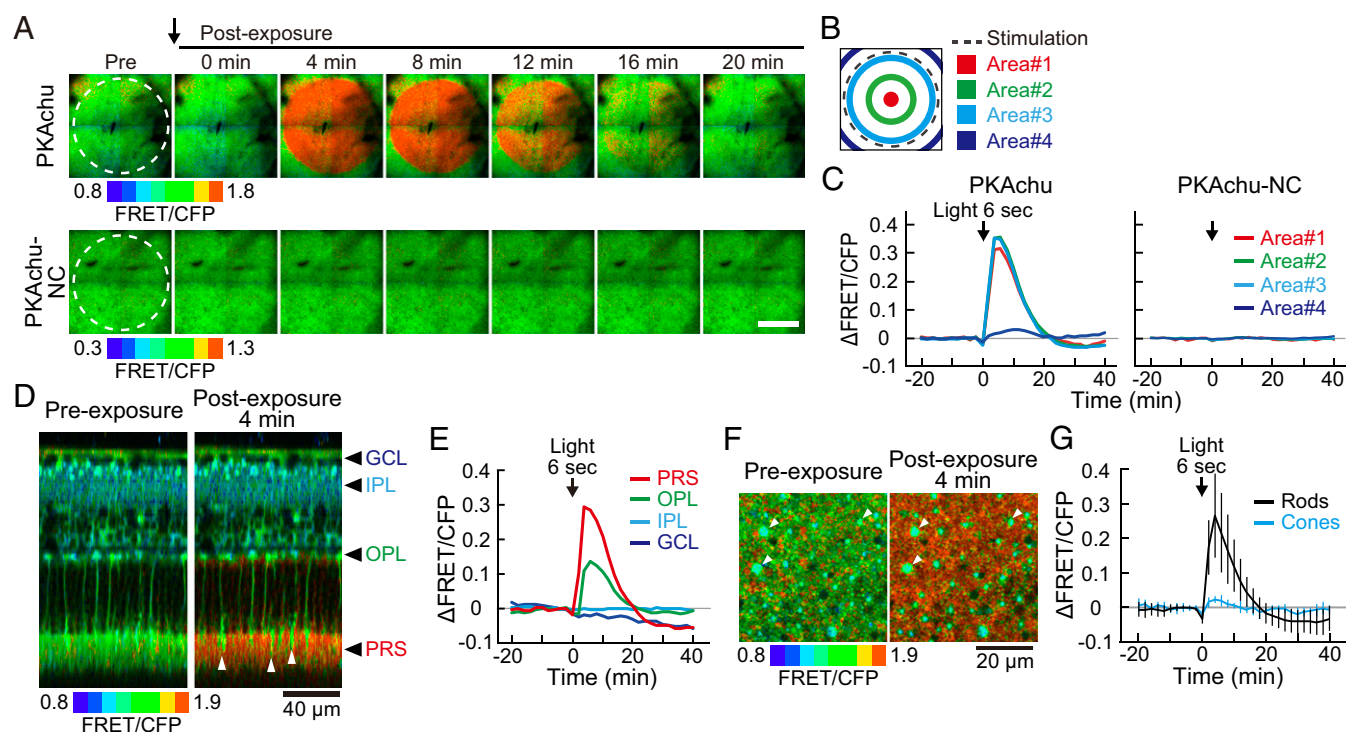 A
Post-exposure
Pre
0 min
4 min
8 min
12 min
16 min
20 min
PKAchu
0.8
1.8
FRET/CFP
PKAchu-
NC
0.3
1.3
FRET/CFP
B
Stimulation
Area#1
Area#2
Area#3
Area#4
C
PKAchu
PKAchu-NC
Light 6 sec
ΔFRET/CFP
0.4
0.3
0.2
0.1
0
-0.1
-20
0
20
40
-20
0
20
40
Time (min)
Area#1
Area#2
Area#3
Area#4
D
Pre-exposure
Post-exposure
4 min
GCL
IPL
OPL
PRS
0.8
1.9
FRET/CFP
40 µm
E
Light
6 sec
ΔFRET/CFP
0.4
0.3
0.2
0.1
0
-0.1
-20
0
20
40
Time (min)
PRS
OPL
IPL
GCL
F
Pre-exposure
Post-exposure
4 min
0.8
1.9
FRET/CFP
20 µm
G
Light
6 sec
ΔFRET/CFP
0.4
0.3
0.2
0.1
0
-0.1
-20
0
20
40
Time (min)
Rods
Cones